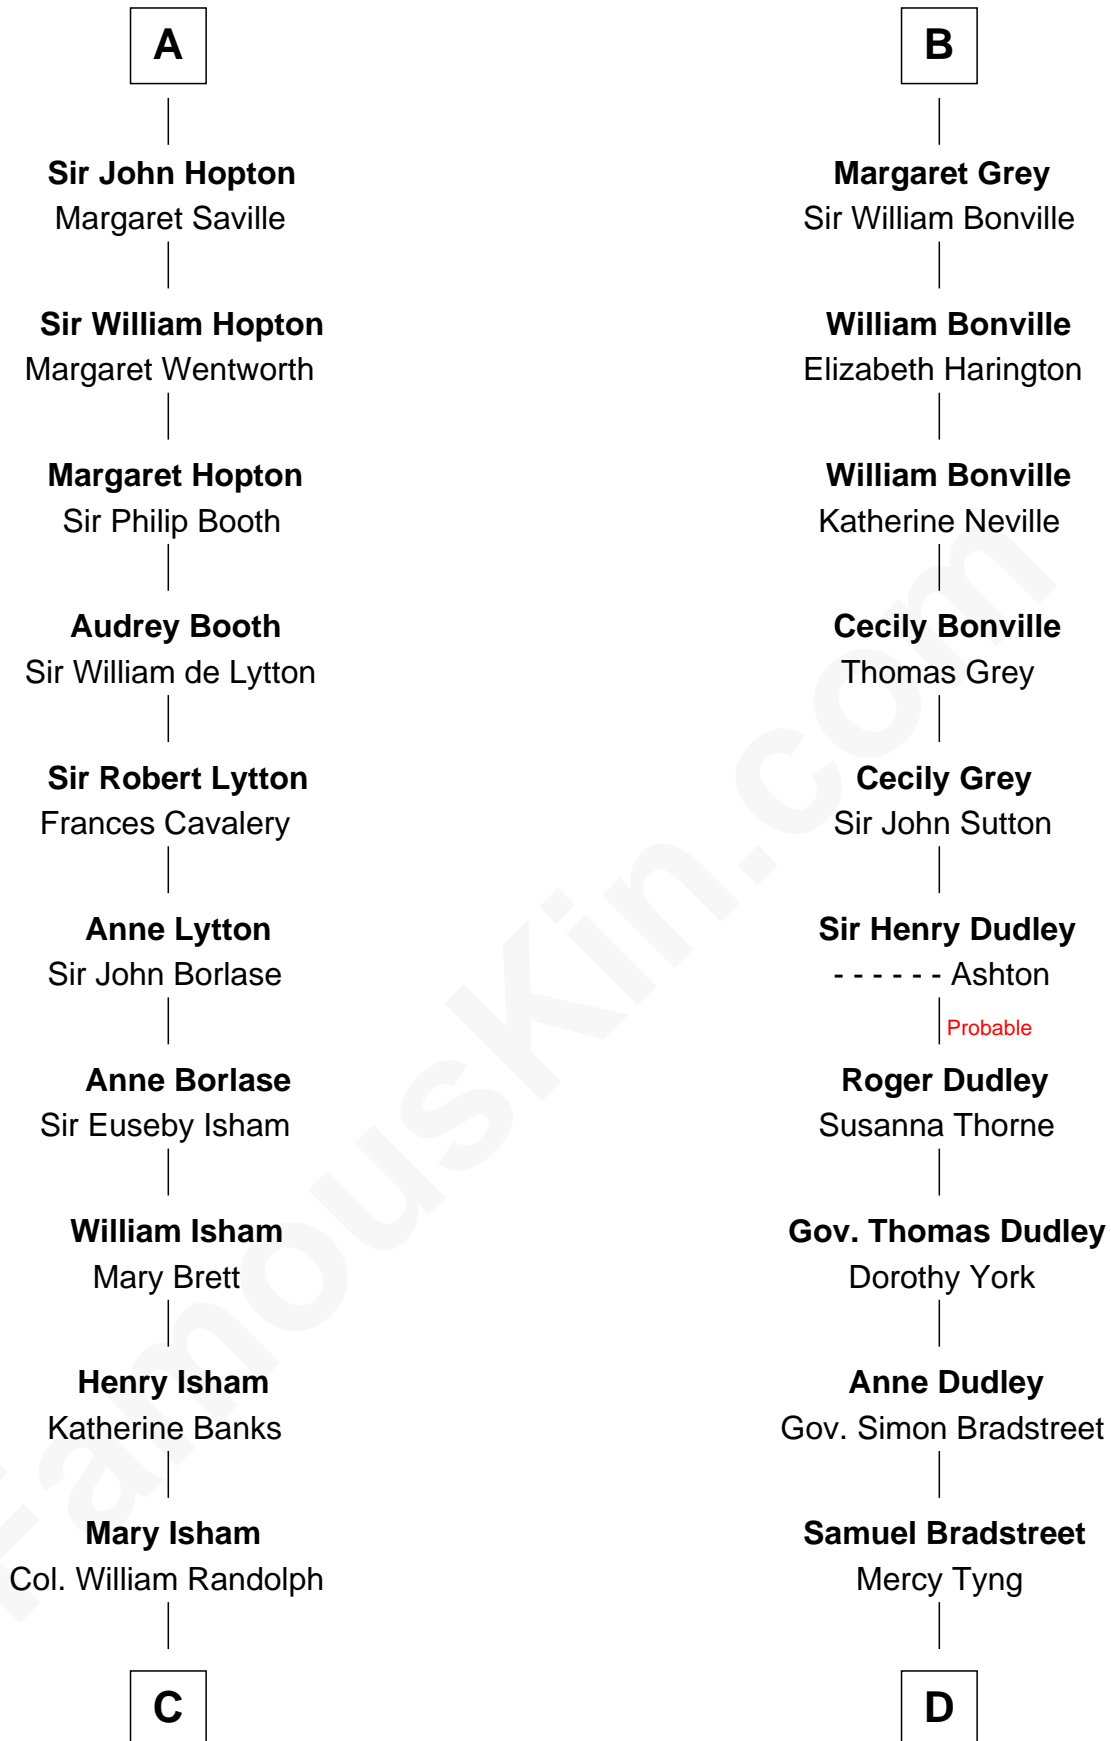 A
Sir John Hopton
Margaret Saville
Sir William Hopton
Margaret Wentworth
Margaret Hopton
Sir Philip Booth
Audrey Booth
Sir William de Lytton
Sir Robert Lytton
Frances Cavalery
Anne Lytton
Sir John Borlase
Anne Borlase
Sir Euseby Isham
William Isham
Mary Brett
Henry Isham
Katherine Banks
Mary Isham
Col. William Randolph
C
B
Margaret Grey
Sir William Bonville
William Bonville
Elizabeth Harington
William Bonville
Katherine Neville
Cecily Bonville
Thomas Grey
Cecily Grey
Sir John Sutton
Sir Henry Dudley
- - - - - - Ashton
Probable
Roger Dudley
Susanna Thorne
Gov. Thomas Dudley
Dorothy York
Anne Dudley
Gov. Simon Bradstreet
Samuel Bradstreet
Mercy Tyng
D
FamousKin.com